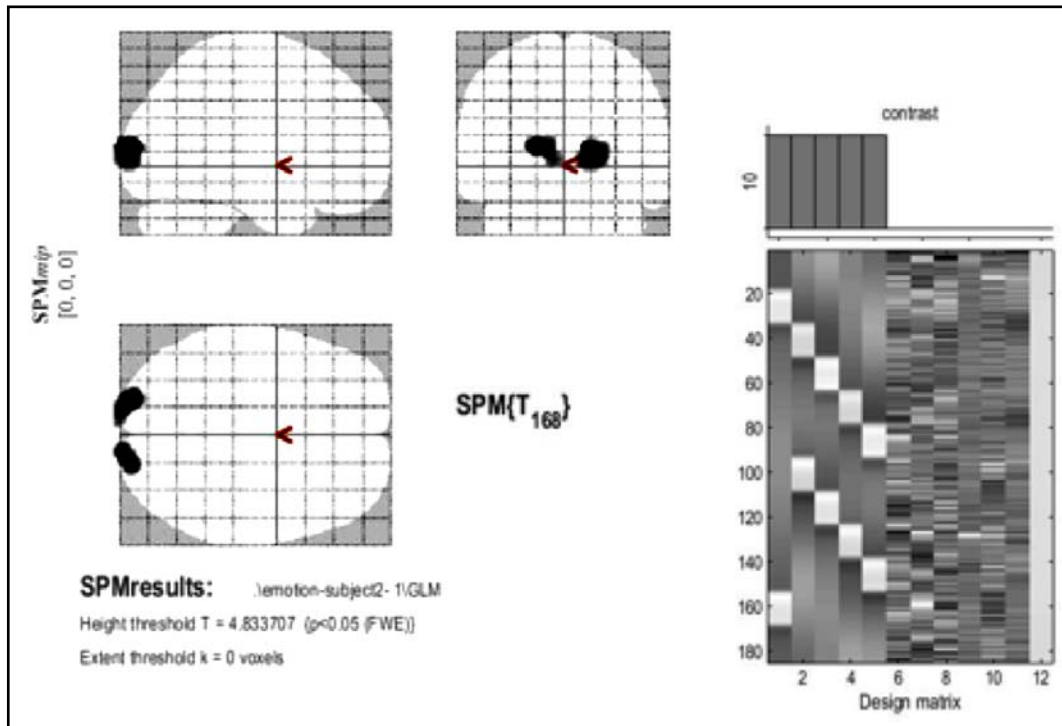 SPMmip
[0, 0, 0]
SPM{T168}
SPMresults: .\emotion-subject2- 1\GLM
Height threshold T = 4.833707 {p<0.05 (FWE)}
Extent threshold k = 0 voxels
contrast
10
20
40
60
80
100
120
140
160
180
2 4 6 8 10 12
Design matrix